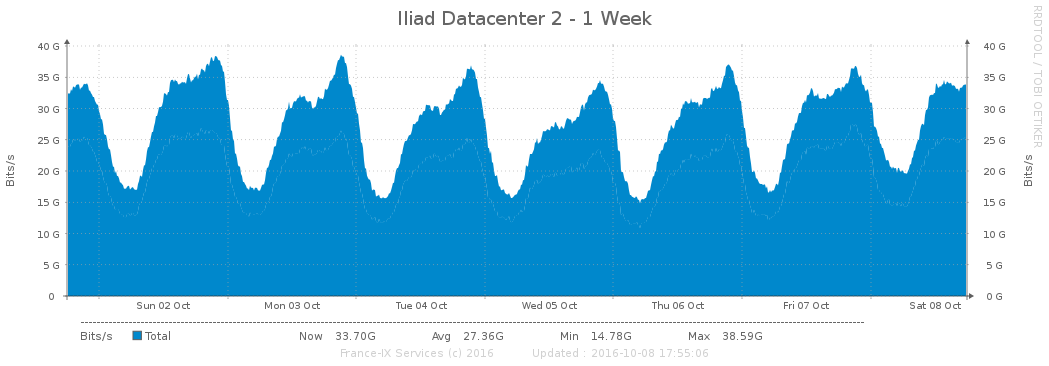 Iliad Datacenter 2 - 1 Week
RRDTOOL / TOBI OETIKER
Bits/s
40 G 40 G
35 G 35 G
30 G 30 G
25 G 25 G
20 G 20 G
15 G 15 G
10 G 10 G
5 G 5 G
0 0 G
Bits/s
Sun 02 Oct Mon 03 Oct Tue 04 Oct Wed 05 Oct Thu 06 Oct Fri 07 Oct Sat 08 Oct
Bits/s Total Now 33.70G Avg 27.36G Min 14.78G Max 38.59G
France-IX Services (c) 2016 Updated : 2016-10-08 17:55:06